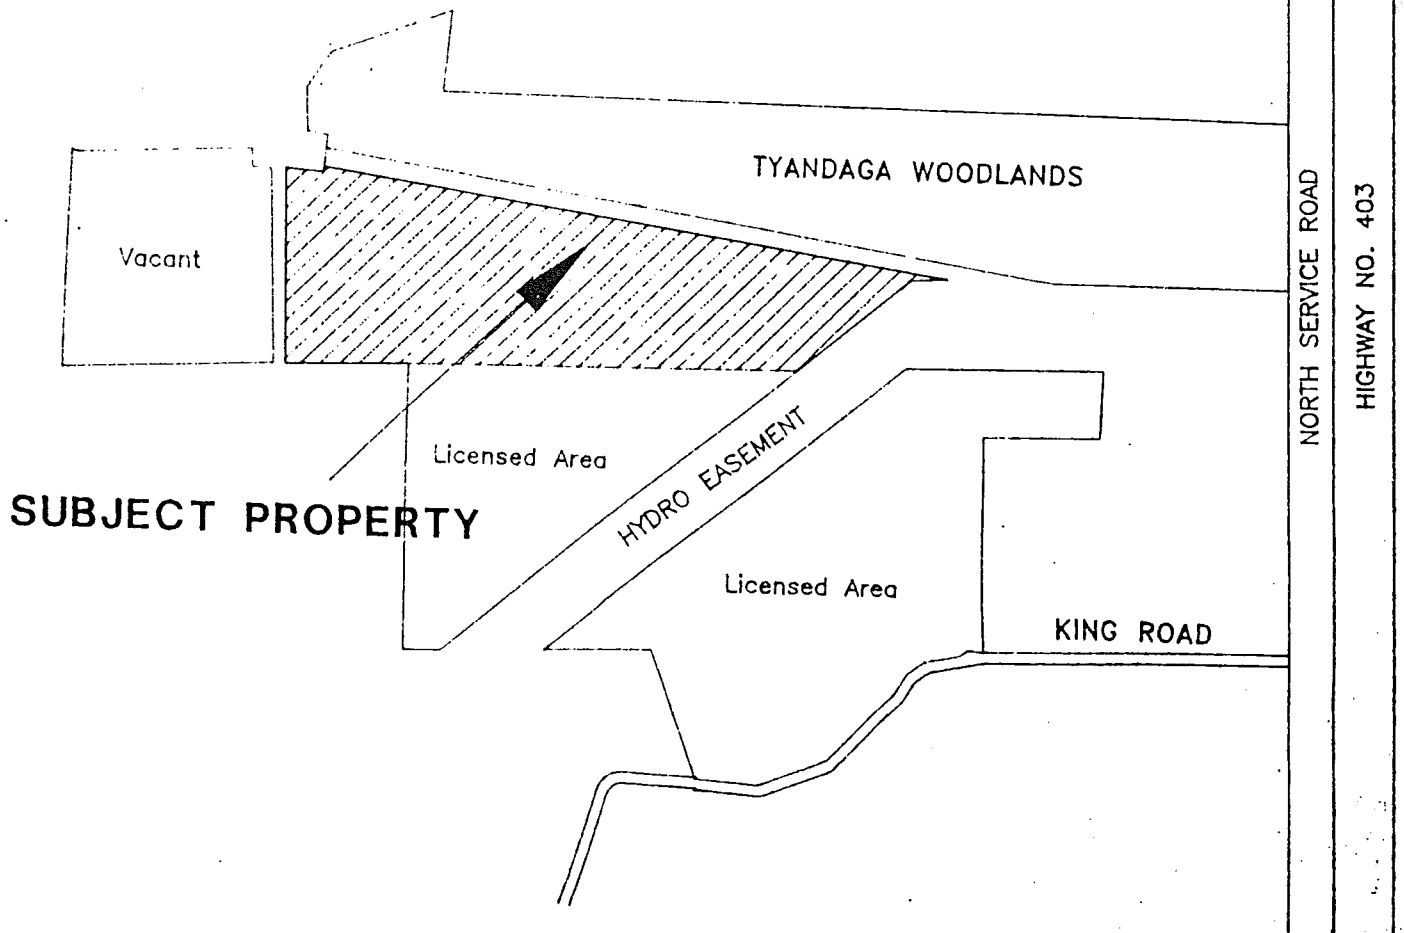 TYANDAGA WOODLANDS
Vacant
NORTH SERVICE ROAD
HIGHWAY NO. 403
Licensed Area
HYDRO EASEMENT
SUBJECT PROPERTY
Licensed Area
KING ROAD